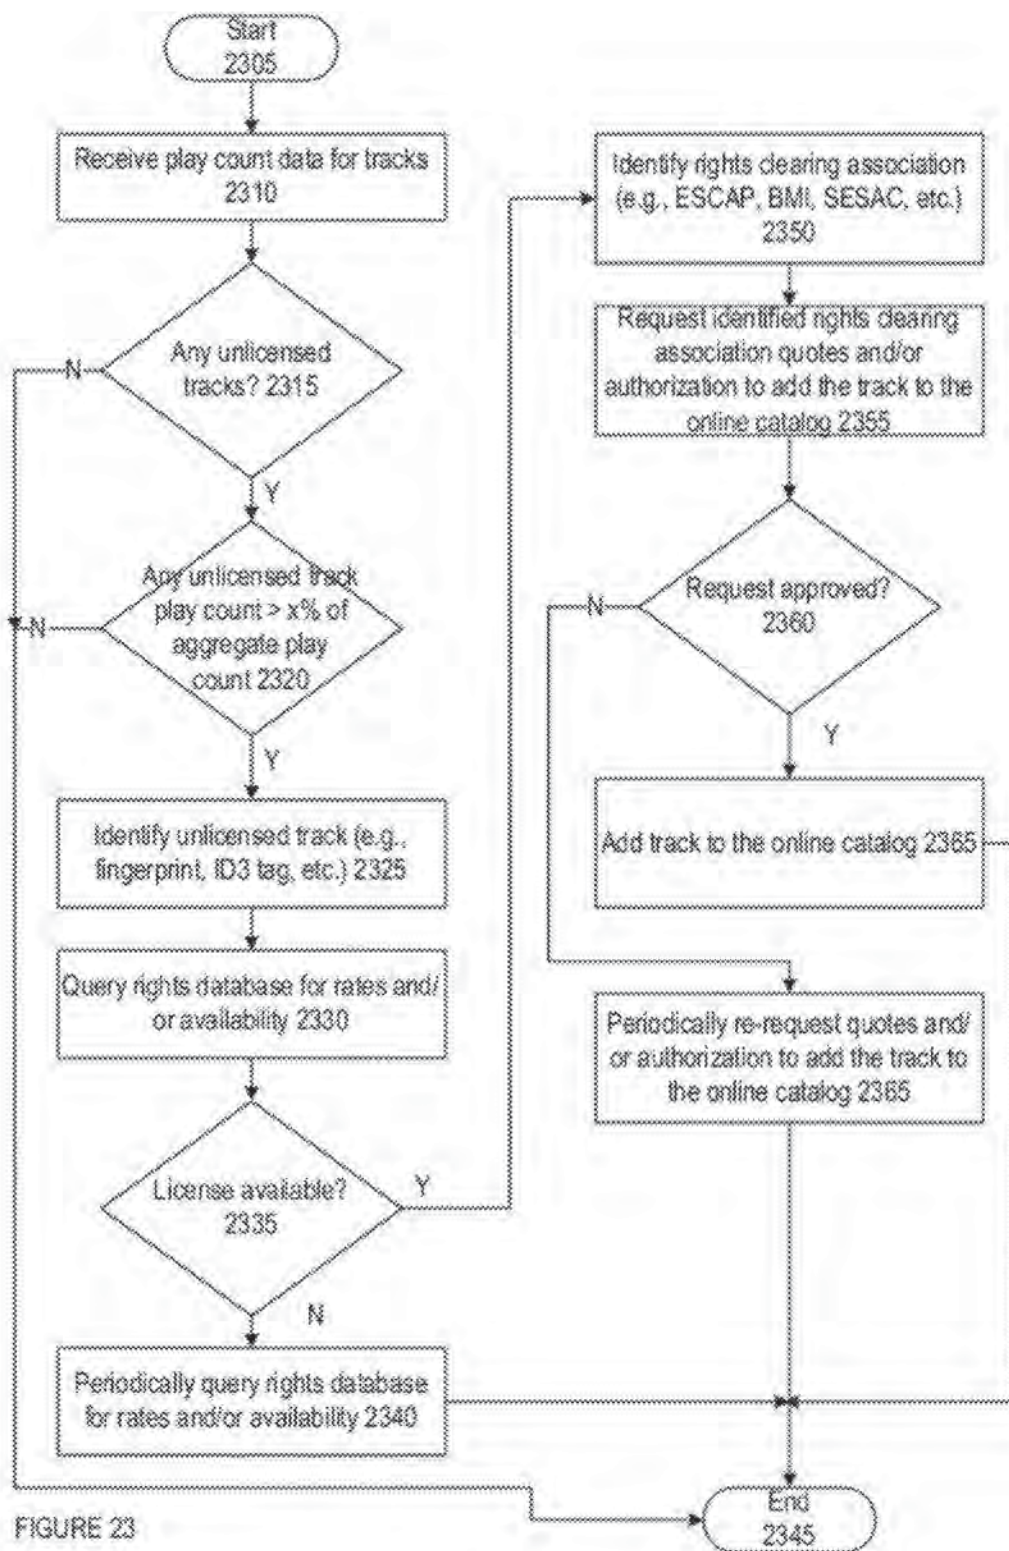 Start
2305
Receive play count data for tracks
2310
Any unlicensed
tracks? 2315
N
Y
Any unlicensed track
play count > x% of
aggregate play
count 2320
N
Y
Identify unlicensed track (e.g.,
fingerprint, ID3 tag, etc.) 2325
Query rights database for rates and/
or availability 2330
License available?
2335
Y
N
Periodically query rights database
for rates and/or availability 2340
Identify rights clearing association
(e.g., ESCAP, BMI, SESAC, etc.)
2350
Request identified rights clearing
association quotes and/or
authorization to add the track to the
online catalog 2355
Request approved?
2360
N
Y
Add track to the online catalog 2365
Periodically re-request quotes and/
or authorization to add the track to
the online catalog 2365
End
2345
FIGURE 23